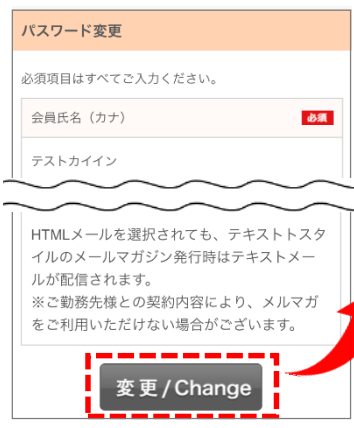 パスワード変更
必須項目はすべてご入力ください。
会員氏名（カナ）
必須
テストカイイン
HTMLメールを選択されても、テキストトスタ
イルのメールマガジン発行時はテキストメー
ルが配信されます。
※ご勤務先様との契約内容により、メルマガ
をご利用いただけない場合がございます。
変更/Change